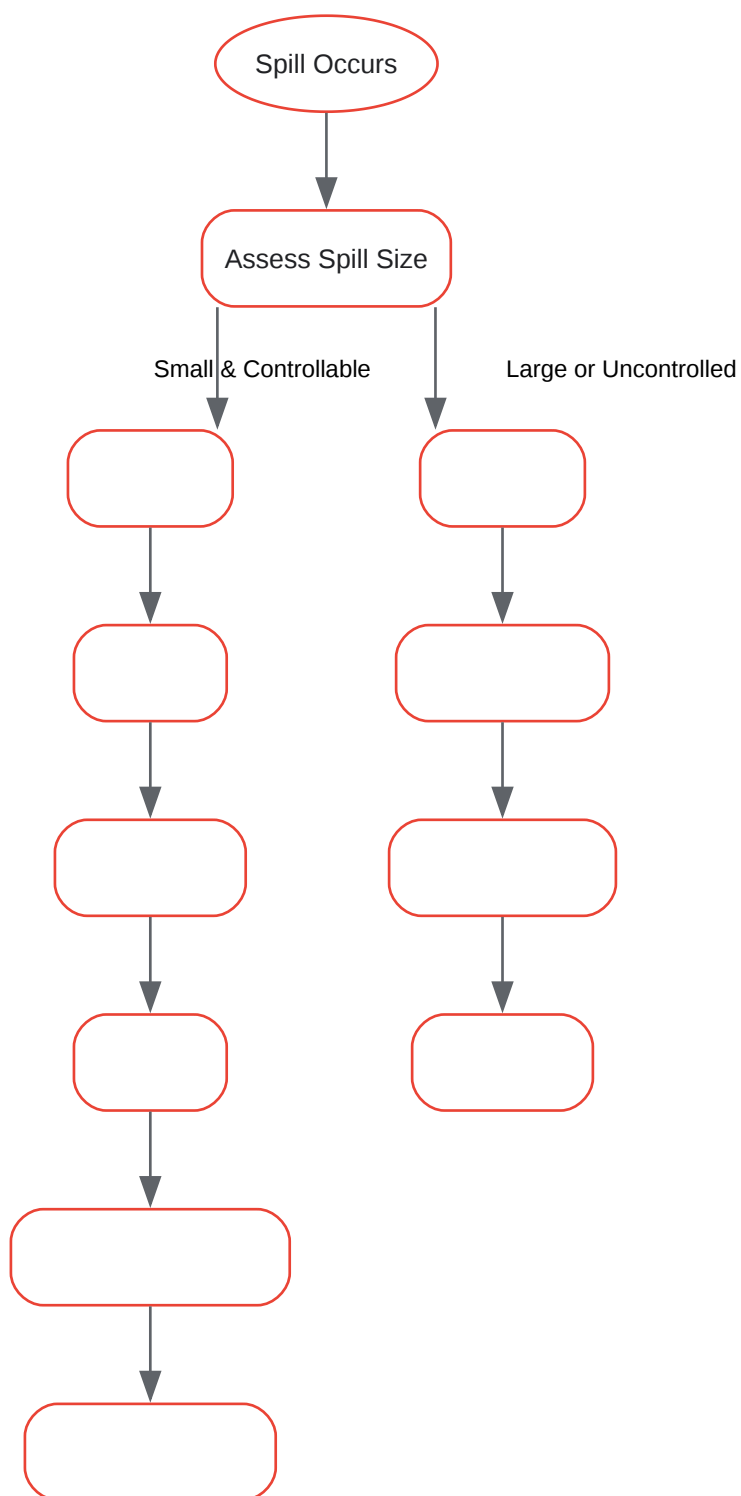 Spill Occurs
Assess Spill Size
Small & Controllable
Large or Uncontrolled